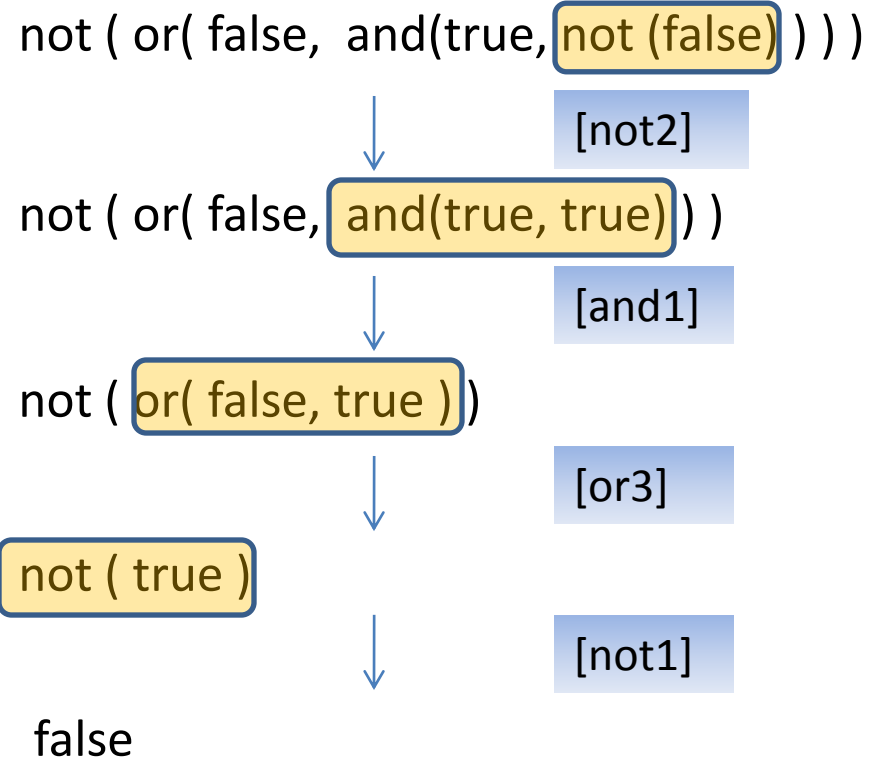 not ( or( false, and(true, not (false) ) ) )
[not2]
not ( or( false, and(true, true) ) )
[and1]
not ( or( false, true ) )
[or3]
not ( true )
[not1]
false